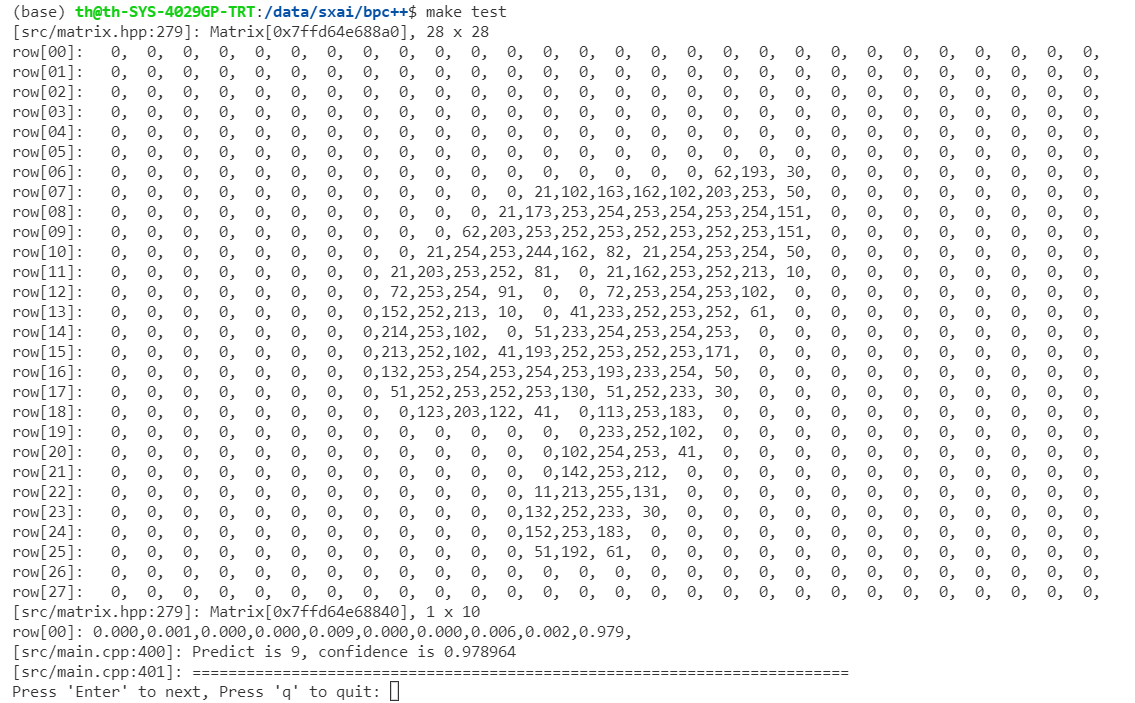 (base) th@th-SYS-4029GP-TRT:/data/sxai/bpc++$ make test
[src/matrix.hpp:279]: Matrix[0x7ffd64e688a0], 28 x 28
row[00]:   0,  0,  0,  0,  0,  0,  0,  0,  0,  0,  0,  0,  0,  0,  0,  0,  0,  0,  0,  0,  0,  0,  0,  0,  0,  0,  0,  0,
row[01]:   0,  0,  0,  0,  0,  0,  0,  0,  0,  0,  0,  0,  0,  0,  0,  0,  0,  0,  0,  0,  0,  0,  0,  0,  0,  0,  0,  0,
row[02]:   0,  0,  0,  0,  0,  0,  0,  0,  0,  0,  0,  0,  0,  0,  0,  0,  0,  0,  0,  0,  0,  0,  0,  0,  0,  0,  0,  0,
row[03]:   0,  0,  0,  0,  0,  0,  0,  0,  0,  0,  0,  0,  0,  0,  0,  0,  0,  0,  0,  0,  0,  0,  0,  0,  0,  0,  0,  0,
row[04]:   0,  0,  0,  0,  0,  0,  0,  0,  0,  0,  0,  0,  0,  0,  0,  0,  0,  0,  0,  0,  0,  0,  0,  0,  0,  0,  0,  0,
row[05]:   0,  0,  0,  0,  0,  0,  0,  0,  0,  0,  0,  0,  0,  0,  0,  0,  0,  0,  0,  0,  0,  0,  0,  0,  0,  0,  0,  0,
row[06]:   0,  0,  0,  0,  0,  0,  0,  0,  0,  0,  0,  0,  0,  0,  0,  0,  0, 62,193, 30,  0,  0,  0,  0,  0,  0,  0,  0,
row[07]:   0,  0,  0,  0,  0,  0,  0,  0,  0,  0,  0,  0, 21,102,163,162,102,203,253, 50,  0,  0,  0,  0,  0,  0,  0,  0,
row[08]:   0,  0,  0,  0,  0,  0,  0,  0,  0,  0,  0, 21,173,253,254,253,254,253,254,151,  0,  0,  0,  0,  0,  0,  0,  0,
row[09]:   0,  0,  0,  0,  0,  0,  0,  0,  0,  0, 62,203,253,252,253,252,253,252,253,151,  0,  0,  0,  0,  0,  0,  0,  0,
row[10]:   0,  0,  0,  0,  0,  0,  0,  0,  0, 21,254,253,244,162, 82, 21,254,253,254, 50,  0,  0,  0,  0,  0,  0,  0,  0,
row[11]:   0,  0,  0,  0,  0,  0,  0,  0, 21,203,253,252, 81,  0, 21,162,253,252,213, 10,  0,  0,  0,  0,  0,  0,  0,  0,
row[12]:   0,  0,  0,  0,  0,  0,  0,  0, 72,253,254, 91,  0,  0, 72,253,254,253,102,  0,  0,  0,  0,  0,  0,  0,  0,  0,
row[13]:   0,  0,  0,  0,  0,  0,  0,  0,152,252,213, 10,  0, 41,233,252,253,252, 61,  0,  0,  0,  0,  0,  0,  0,  0,  0,
row[14]:   0,  0,  0,  0,  0,  0,  0,  0,214,253,102,  0, 51,233,254,253,254,253,  0,  0,  0,  0,  0,  0,  0,  0,  0,  0,
row[15]:   0,  0,  0,  0,  0,  0,  0,  0,213,252,102, 41,193,252,253,252,253,171,  0,  0,  0,  0,  0,  0,  0,  0,  0,  0,
row[16]:   0,  0,  0,  0,  0,  0,  0,  0,132,253,254,253,254,253,193,233,254, 50,  0,  0,  0,  0,  0,  0,  0,  0,  0,  0,
row[17]:   0,  0,  0,  0,  0,  0,  0,  0, 51,252,253,252,253,130, 51,252,233, 30,  0,  0,  0,  0,  0,  0,  0,  0,  0,  0,
row[18]:   0,  0,  0,  0,  0,  0,  0,  0,  0,123,203,122, 41,  0,113,253,183,  0,  0,  0,  0,  0,  0,  0,  0,  0,  0,  0,
row[19]:   0,  0,  0,  0,  0,  0,  0,  0,  0,  0,  0,  0,  0,  0,233,252,102,  0,  0,  0,  0,  0,  0,  0,  0,  0,  0,  0,
row[20]:   0,  0,  0,  0,  0,  0,  0,  0,  0,  0,  0,  0,  0,102,254,253, 41,  0,  0,  0,  0,  0,  0,  0,  0,  0,  0,  0,
row[21]:   0,  0,  0,  0,  0,  0,  0,  0,  0,  0,  0,  0,  0,142,253,212,  0,  0,  0,  0,  0,  0,  0,  0,  0,  0,  0,  0,
row[22]:   0,  0,  0,  0,  0,  0,  0,  0,  0,  0,  0,  0, 11,213,255,131,  0,  0,  0,  0,  0,  0,  0,  0,  0,  0,  0,  0,
row[23]:   0,  0,  0,  0,  0,  0,  0,  0,  0,  0,  0,  0,132,252,233, 30,  0,  0,  0,  0,  0,  0,  0,  0,  0,  0,  0,  0,
row[24]:   0,  0,  0,  0,  0,  0,  0,  0,  0,  0,  0,  0,152,253,183,  0,  0,  0,  0,  0,  0,  0,  0,  0,  0,  0,  0,  0,
row[25]:   0,  0,  0,  0,  0,  0,  0,  0,  0,  0,  0,  0, 51,192, 61,  0,  0,  0,  0,  0,  0,  0,  0,  0,  0,  0,  0,  0,
row[26]:   0,  0,  0,  0,  0,  0,  0,  0,  0,  0,  0,  0,  0,  0,  0,  0,  0,  0,  0,  0,  0,  0,  0,  0,  0,  0,  0,  0,
row[27]:   0,  0,  0,  0,  0,  0,  0,  0,  0,  0,  0,  0,  0,  0,  0,  0,  0,  0,  0,  0,  0,  0,  0,  0,  0,  0,  0,  0,
[src/matrix.hpp:279]: Matrix[0x7ffd64e68840], 1 x 10
row[00]: 0.000,0.001,0.000,0.000,0.009,0.000,0.000,0.006,0.002,0.979,
[src/main.cpp:400]: Predict is 9, confidence is 0.978964
[src/main.cpp:401]: =========================================================================
Press 'Enter' to next, Press 'q' to quit: